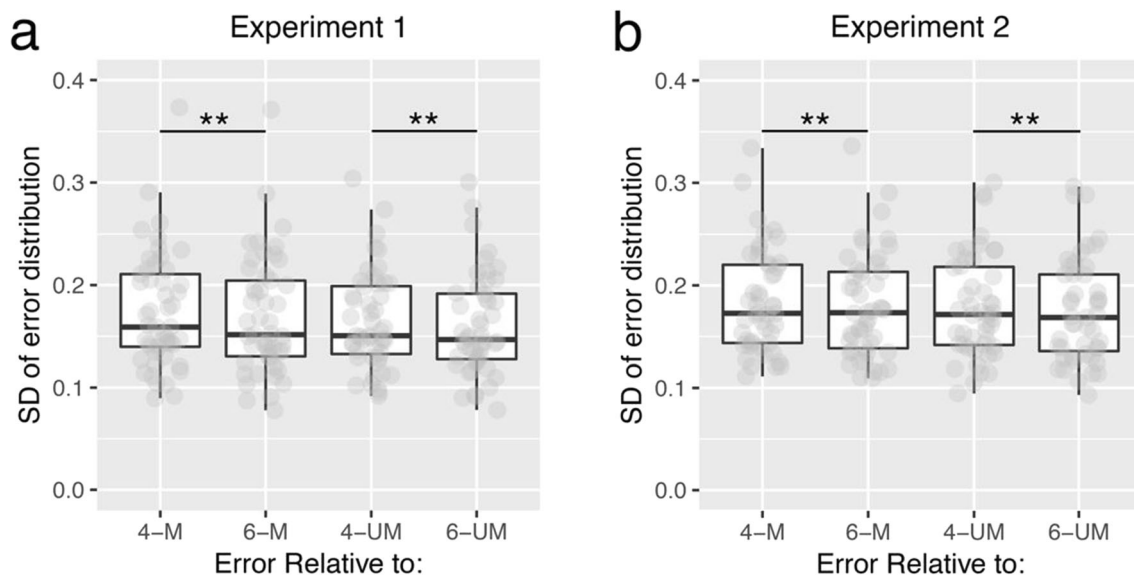 a
Experiment 1
SD of error distribution
0.4
0.3
0.2
0.1
0.0
** **
4−M 6−M 4−UM 6−UM
Error Relative to:
b
Experiment 2
SD of error distribution
0.4
0.3
0.2
0.1
0.0
** **
4−M 6−M 4−UM 6−UM
Error Relative to: